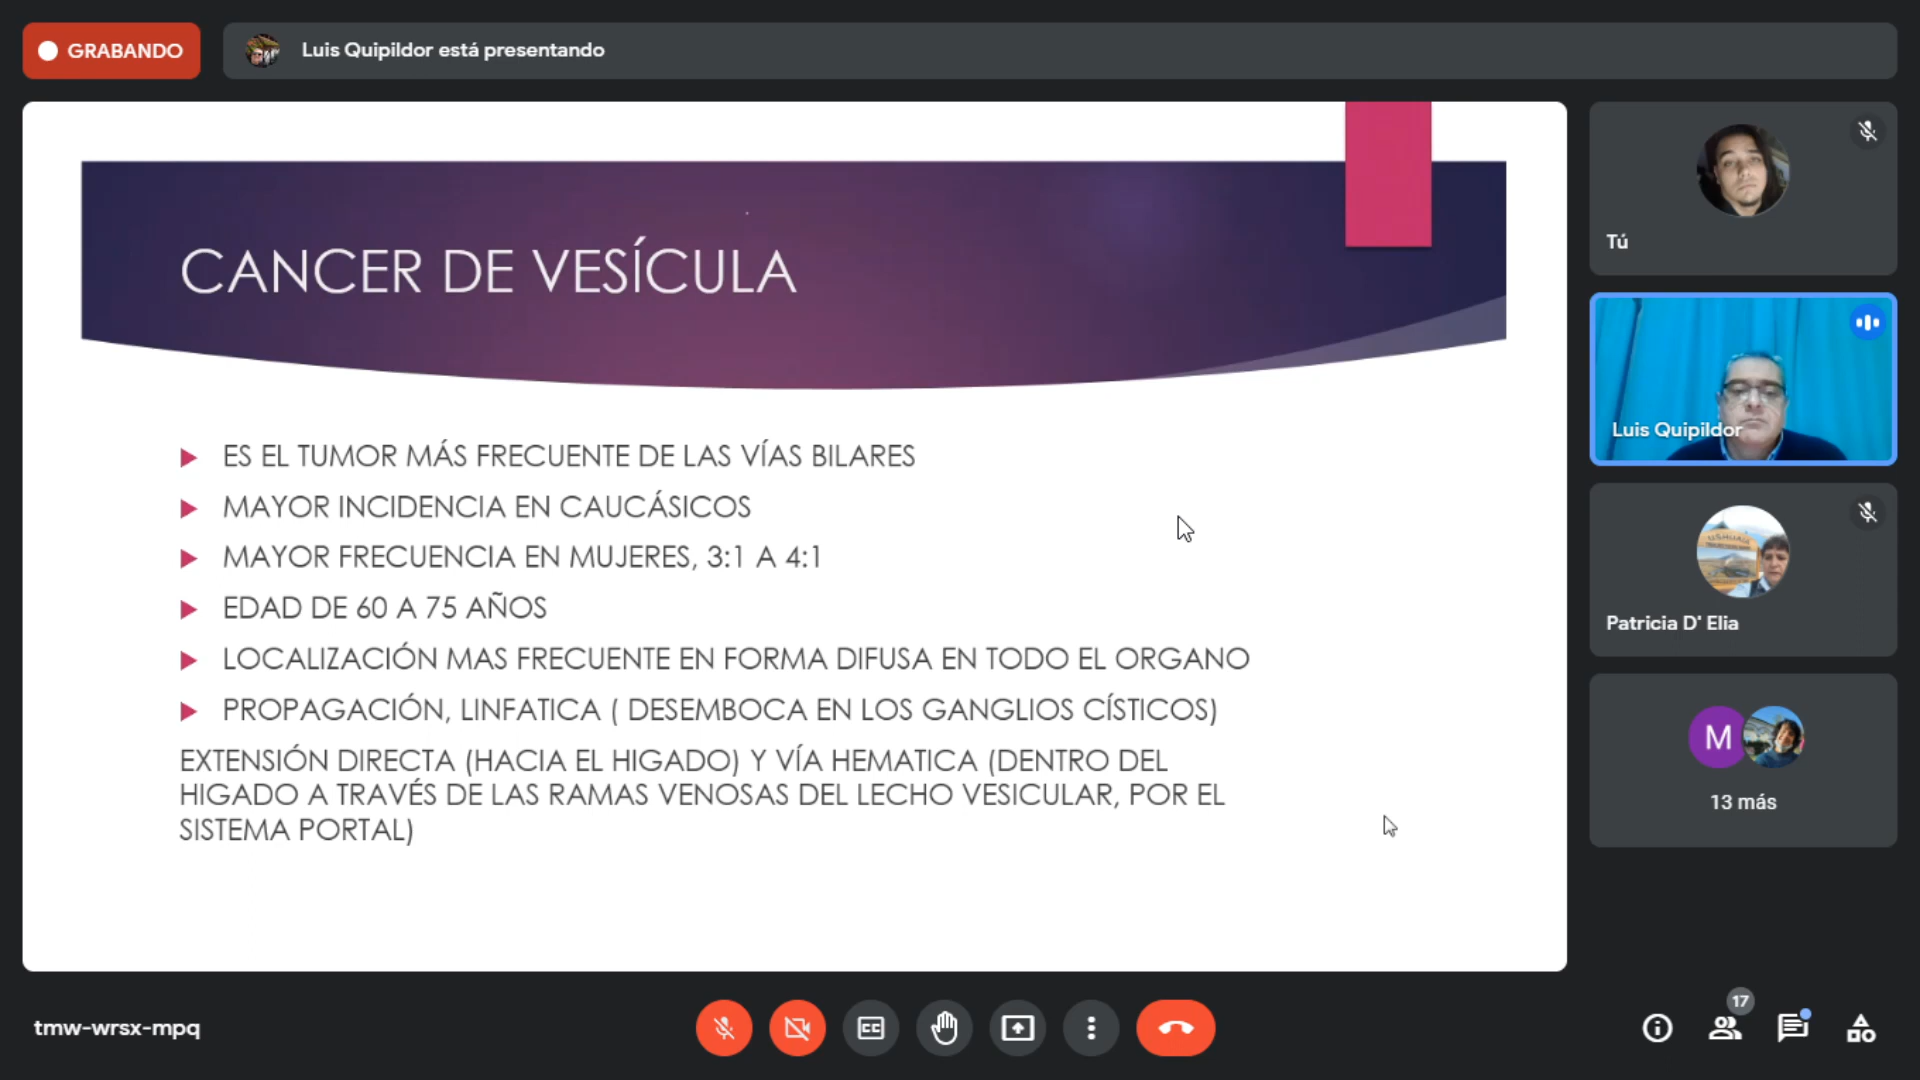 GRABANDO
Luis Quipildor está presentando
CANCER DE VESÍCULA
ES EL TUMOR MÁS FRECUENTE DE LAS VÍAS BILARES
MAYOR INCIDENCIA EN CAUCÁSICOS
MAYOR FRECUENCIA EN MUJERES, 3:1 A 4:1
EDAD DE 60 A 75 AÑOS
LOCALIZACIÓN MAS FRECUENTE EN FORMA DIFUSA EN TODO EL ORGANO
PROPAGACIÓN, LINFATICA ( DESEMBOCA EN LOS GANGLIOS CÍSTICOS)
EXTENSIÓN DIRECTA (HACIA EL HIGADO) Y VÍA HEMATICA (DENTRO DEL
HIGADO A TRAVÉS DE LAS RAMAS VENOSAS DEL LECHO VESICULAR, POR EL
SISTEMA PORTAL)
Tú
Luis Quipildor
USHUAIA
Patricia D' Elia
M
13 más
tmw-wrsx-mpq
CC
17